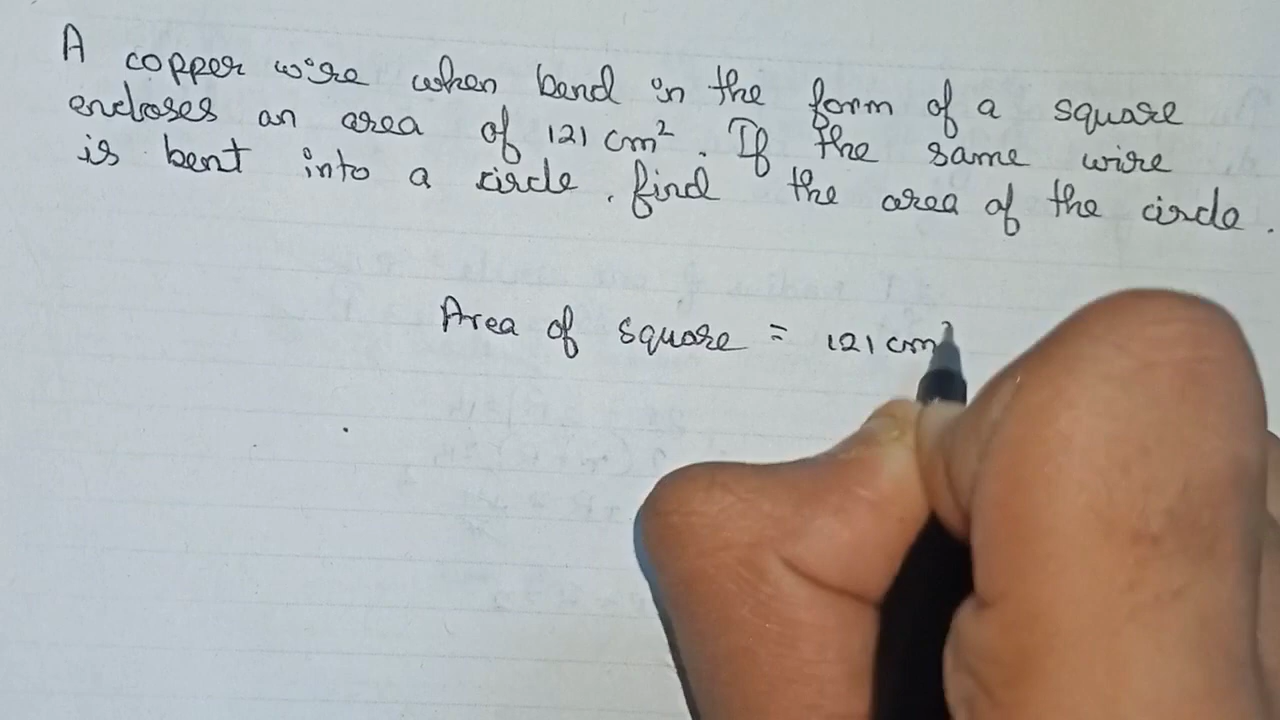 A copper wire when bend in the form of a square
encloses an area of 121 cm². If the same wire
is bent into a circle. find the area of the circle.
Area of square = 121 cm²